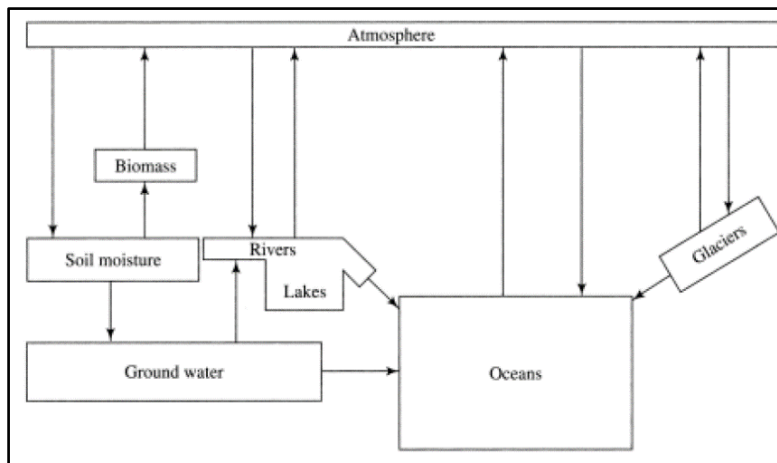 Atmosphere
Biomass
Soil moisture
Rivers
Lakes
Glaciers
Ground water
Oceans